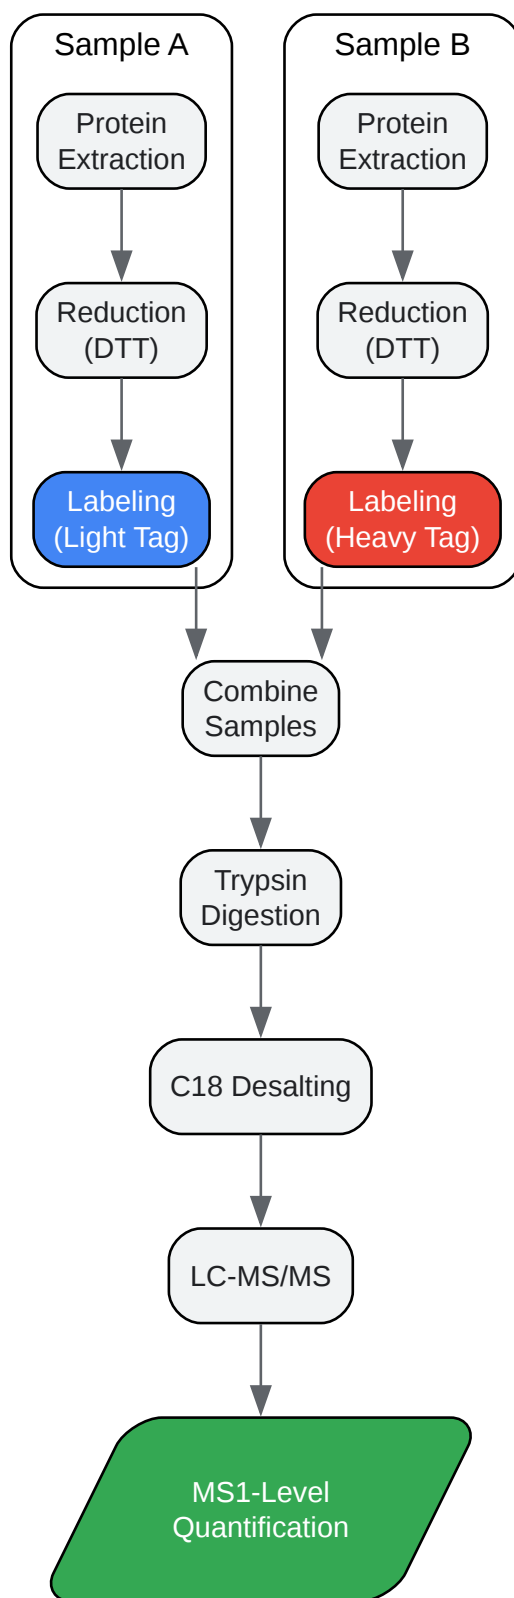 Sample A
Protein
Extraction
Reduction
(DTT)
Labeling
(Light Tag)
Sample B
Protein
Extraction
Reduction
(DTT)
Labeling
(Heavy Tag)
Combine
Samples
Trypsin
Digestion
C18 Desalting
LC-MS/MS
MS1-Level
Quantification